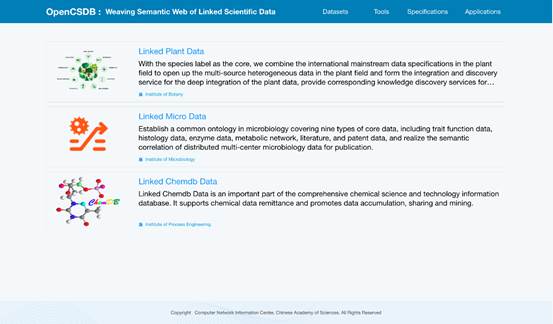 OpenCSDB : Weaving Semantic Web of Linked Scientific Data
Datasets Tools Specifications Applications
Linked Plant Data
With the species label as the core, we combine the international mainstream data specifications in the plant
field to open up the multi-source heterogeneous data in the plant field and form the integration and discovery
service for the deep integration of the plant data, provide corresponding knowledge discovery services for...
Institute of Botany
Linked Micro Data
Establish a common ontology in microbiology covering nine types of core data, including trait function data,
histology data, enzyme data, metabolic network, literature, and patent data, and realize the semantic
correlation of distributed multi-center microbiology data for publication.
Institute of Microbiology
ChemDB
Linked Chemdb Data
Linked Chemdb Data is an important part of the comprehensive chemical science and technology information
database. It supports chemical data remittance and promotes data accumulation, sharing and mining.
Institute of Process Engineering
Copyright Computer Network Information Center, Chinese Academy of Sciences, All Rights Reserved